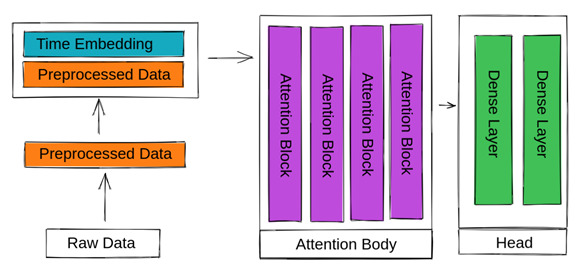 Time Embedding
Preprocessed Data
Preprocessed Data
Raw Data
Attention Block
Attention Block
Attention Block
Attention Block
Attention Body
Dense Layer
Dense Layer
Head